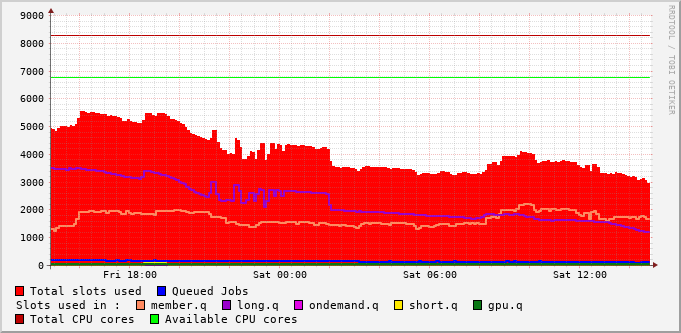 9000
8000
7000
6000
5000
4000
3000
2000
1000
0
Fri 18:00 Sat 00:00 Sat 06:00 Sat 12:00
RRDTOOL / TOBI OETIKER
Total slots used Queued Jobs
Slots used in : member.q long.q ondemand.q short.q gpu.q
Total CPU cores Available CPU cores